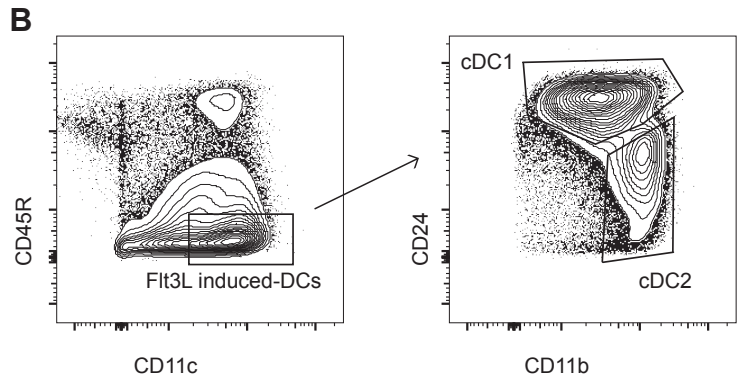 B
CD45R
Flt3L induced-DCs
CD11c
cDC1
CD24
cDC2
CD11b